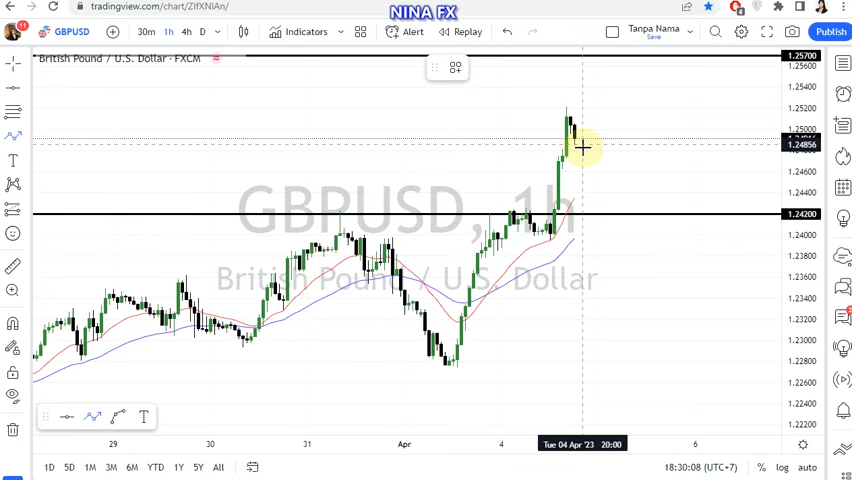 NINA FX
tradingview.com/chart/ZIfXNIAn/
11
GBPUSD
30m 1h 4h D
Indicators
Alert
Replay
Tanpa Nama
Save
Publish
British Pound / U.S. Dollar · FXCM
1.25700
1.25600
1.25400
1.25200
1.25000
1.24856
1.24600
1.24400
1.24200
1.24000
1.23800
1.23600
1.23400
1.23200
1.23000
1.22800
1.22600
1.22400
1.22200
GBPUSD, 1h
British Pound / U.S. Dollar
29 30 31 Apr 4 Tue 04 Apr '23 20:00 6
1D 5D 1M 3M 6M YTD 1Y 5Y All
18:30:08 (UTC+7) % log auto